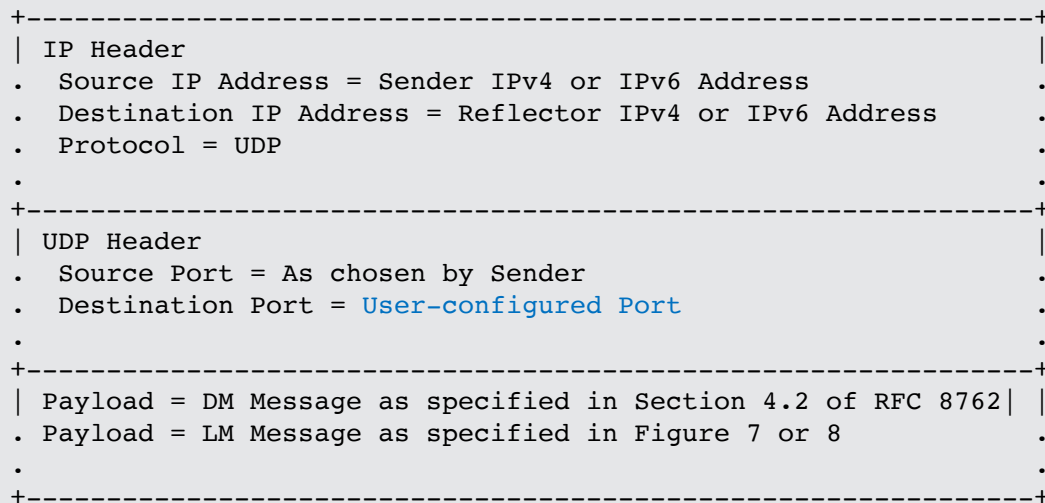 +---------------------------------------------------------------+
| IP Header                                                     |
.  Source IP Address = Sender IPv4 or IPv6 Address              .
.  Destination IP Address = Reflector IPv4 or IPv6 Address      .
.  Protocol = UDP                                               .
.                                                               .
+---------------------------------------------------------------+
| UDP Header                                                    |
.  Source Port = As chosen by Sender                            .
.  Destination Port = User-configured Port                      .
.                                                               .
+---------------------------------------------------------------+
| Payload = DM Message as specified in Section 4.2 of RFC 8762| |
. Payload = LM Message as specified in Figure 7 or 8            .
.                                                               .
+---------------------------------------------------------------+